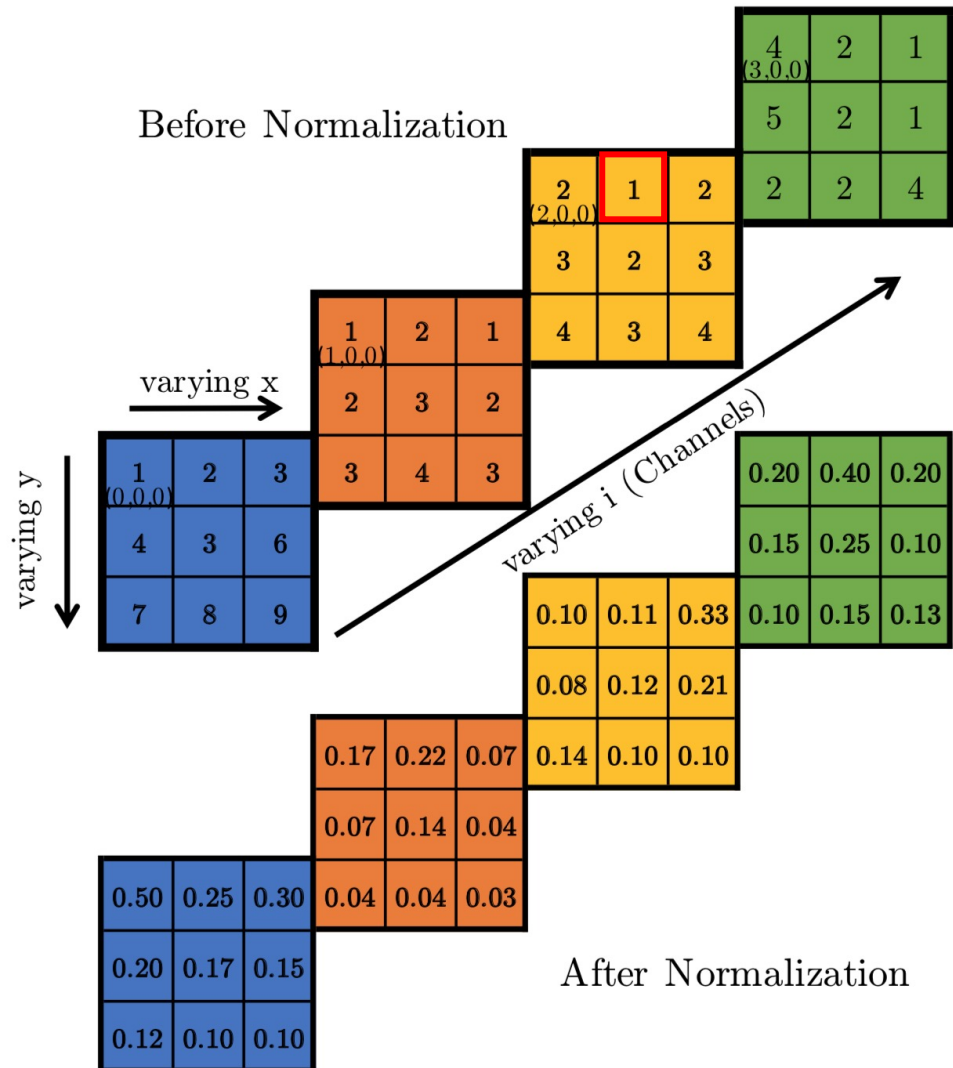 4 2 1
(3,0,0)
5 2 1
2 2 4
Before Normalization
2 1 2
(2,0,0)
3 2 3
4 3 4
1 2 1
(1,0,0)
2 3 2
3 4 3
varying x
varying y
1 2 3
(0,0,0)
4 3 6
7 8 9
varying i (Channels)
0.20 0.40 0.20
0.15 0.25 0.10
0.10 0.15 0.13
0.10 0.11 0.33
0.08 0.12 0.21
0.14 0.10 0.10
0.17 0.22 0.07
0.07 0.14 0.04
0.04 0.04 0.03
0.50 0.25 0.30
0.20 0.17 0.15
0.12 0.10 0.10
After Normalization